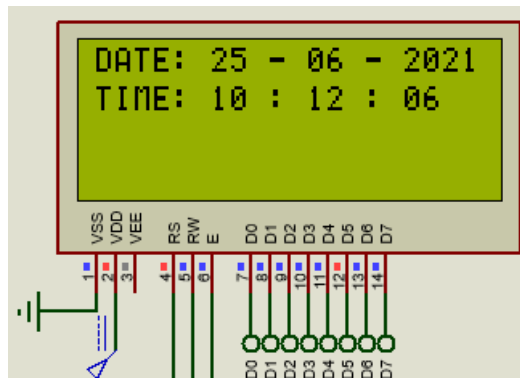 DATE: 25 - 06 - 2021
TIME: 10 : 12 : 06
VSS VDD VEE RS RW E D0 D1 D2 D3 D4 D5 D6 D7
1 2 3 4 5 6 7 8 9 10 11 12 13 14
D0 D1 D2 D3 D4 D5 D6 D7